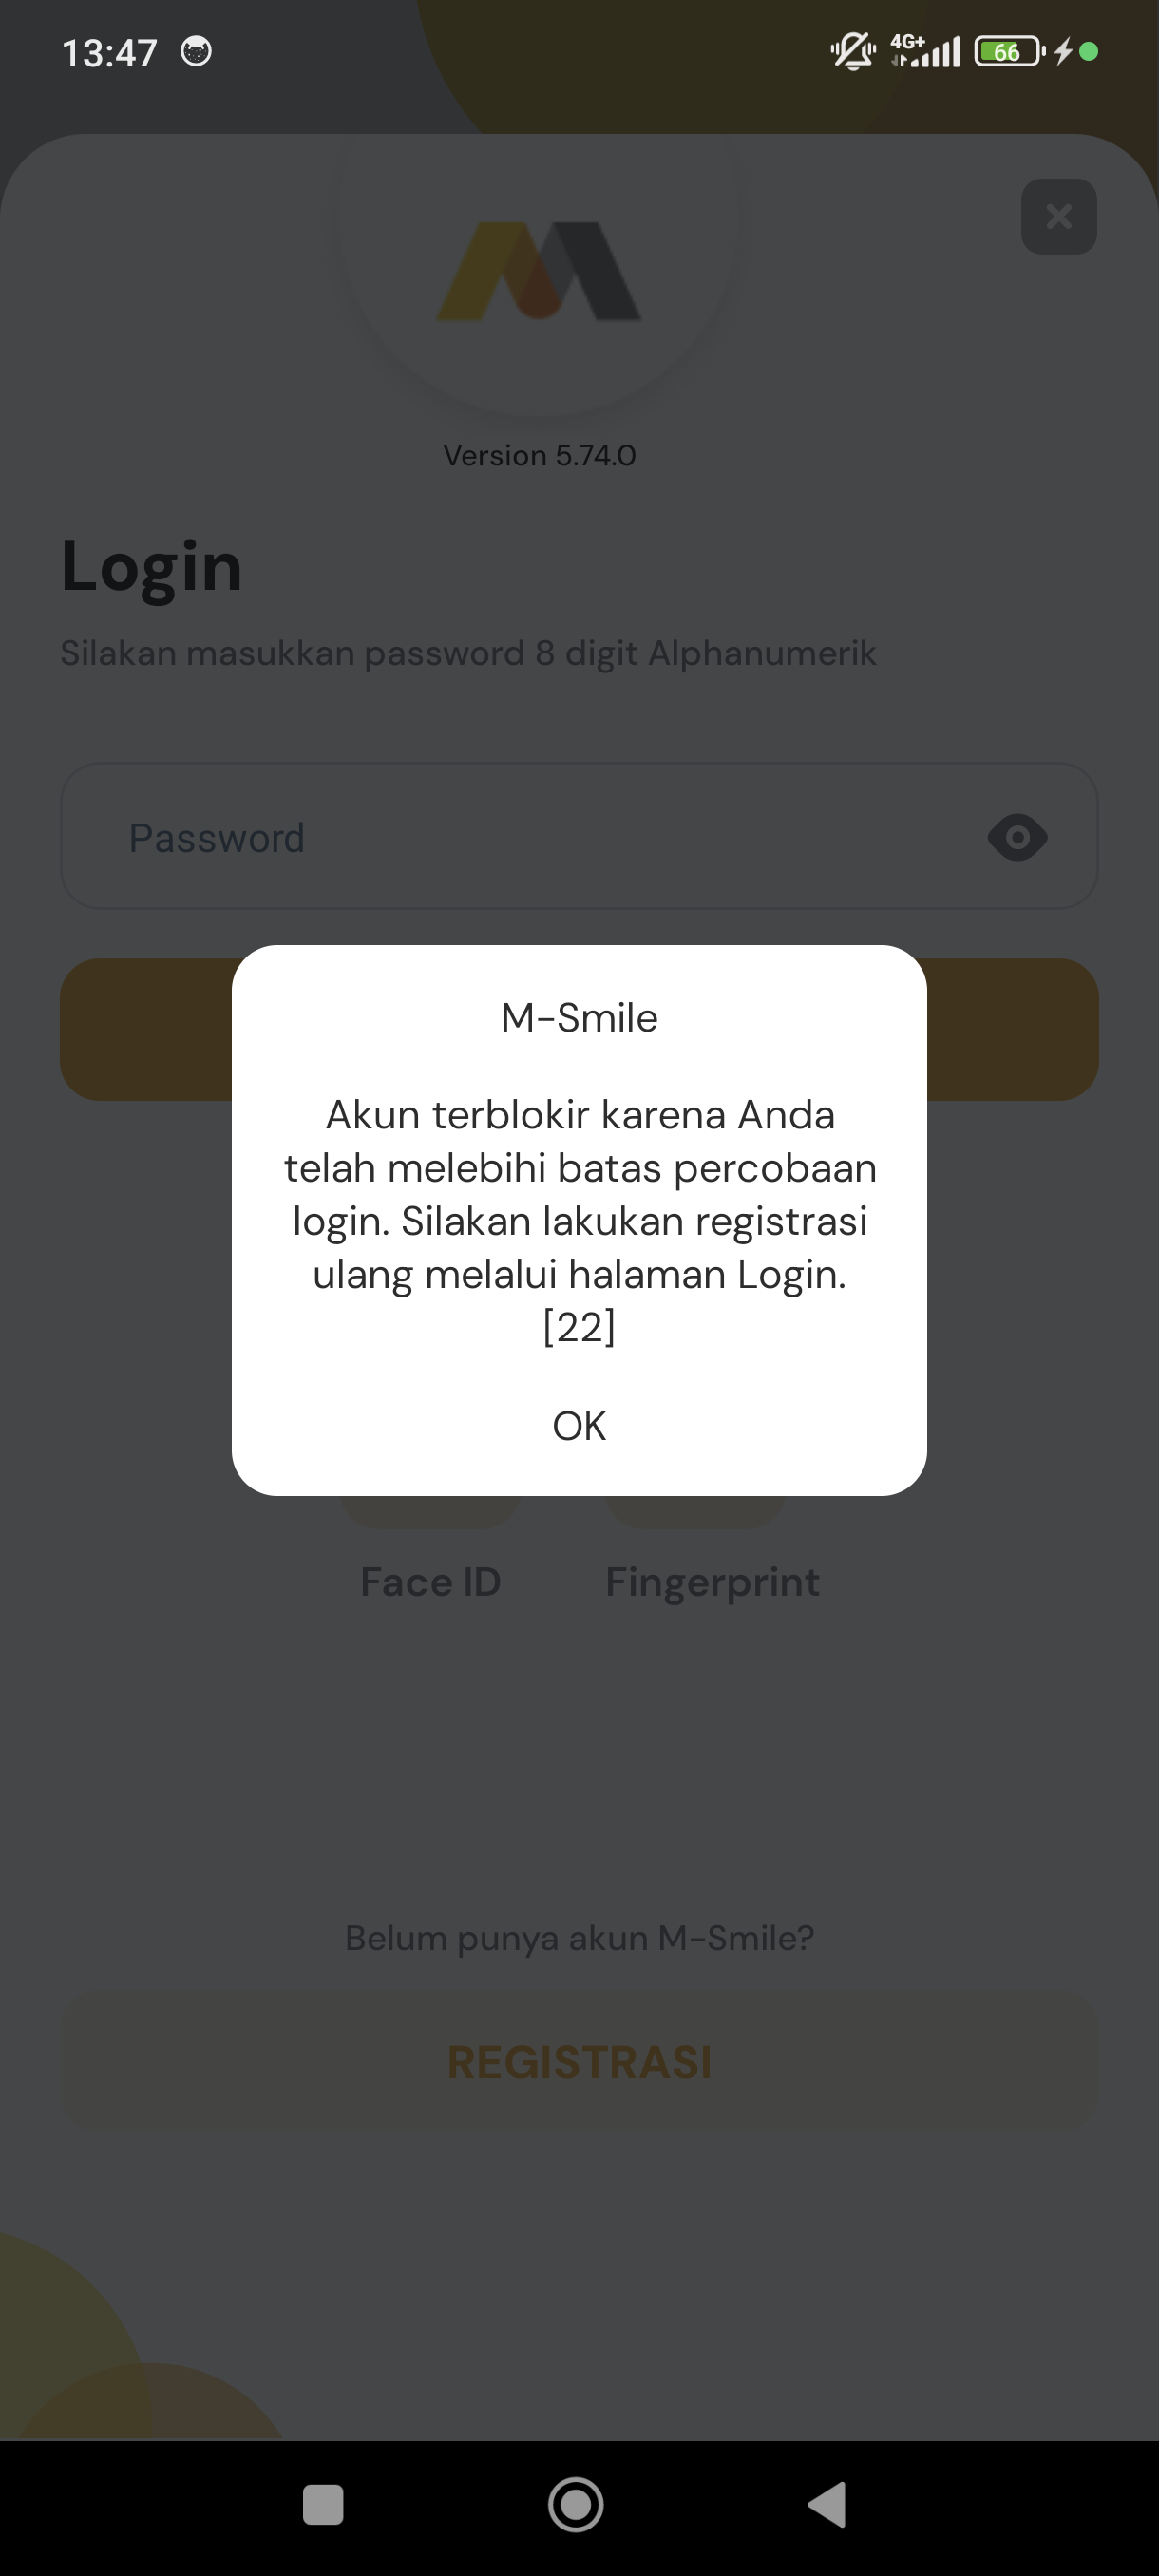 13:47
4G+
66
Version 5.74.0
Login
Silakan masukkan password 8 digit Alphanumerik
Password
M-Smile
Akun terblokir karena Anda
telah melebihi batas percobaan
login. Silakan lakukan registrasi
ulang melalui halaman Login.
[22]
OK
Face ID
Fingerprint
Belum punya akun M-Smile?
REGISTRASI